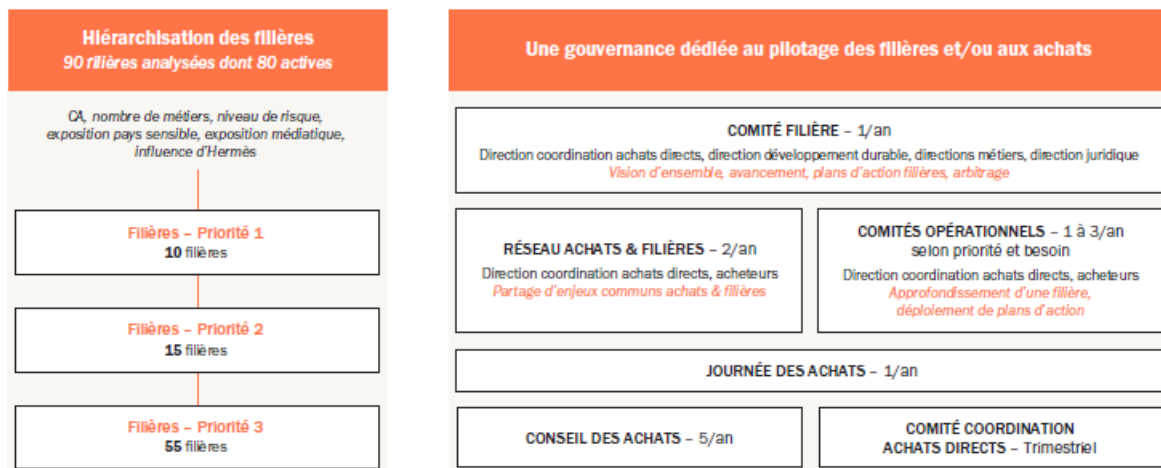 Hiérarchisation des filières
90 filières analysées dont 80 actives
CA, nombre de métiers, niveau de risque,
exposition pays sensible, exposition médiatique,
influence d'Hermès
Filières – Priorité 1
10 filières
Filières – Priorité 2
15 filières
Filières – Priorité 3
55 filières
Une gouvernance dédiée au pilotage des filières et/ou aux achats
COMITÉ FILIÈRE – 1/an
Direction coordination achats directs, direction développement durable, directions métiers, direction juridique
Vision d'ensemble, avancement, plans d'action filières, arbitrage
RÉSEAU ACHATS & FILIÈRES – 2/an
Direction coordination achats directs, acheteurs
Partage d'enjeux communs achats & filières
COMITÉS OPÉRATIONNELS – 1 à 3/an
selon priorité et besoin
Direction coordination achats directs, acheteurs
Approfondissement d'une filière,
déploiement de plans d'action
JOURNÉE DES ACHATS – 1/an
CONSEIL DES ACHATS – 5/an
COMITÉ COORDINATION
ACHATS DIRECTS – Trimestriel